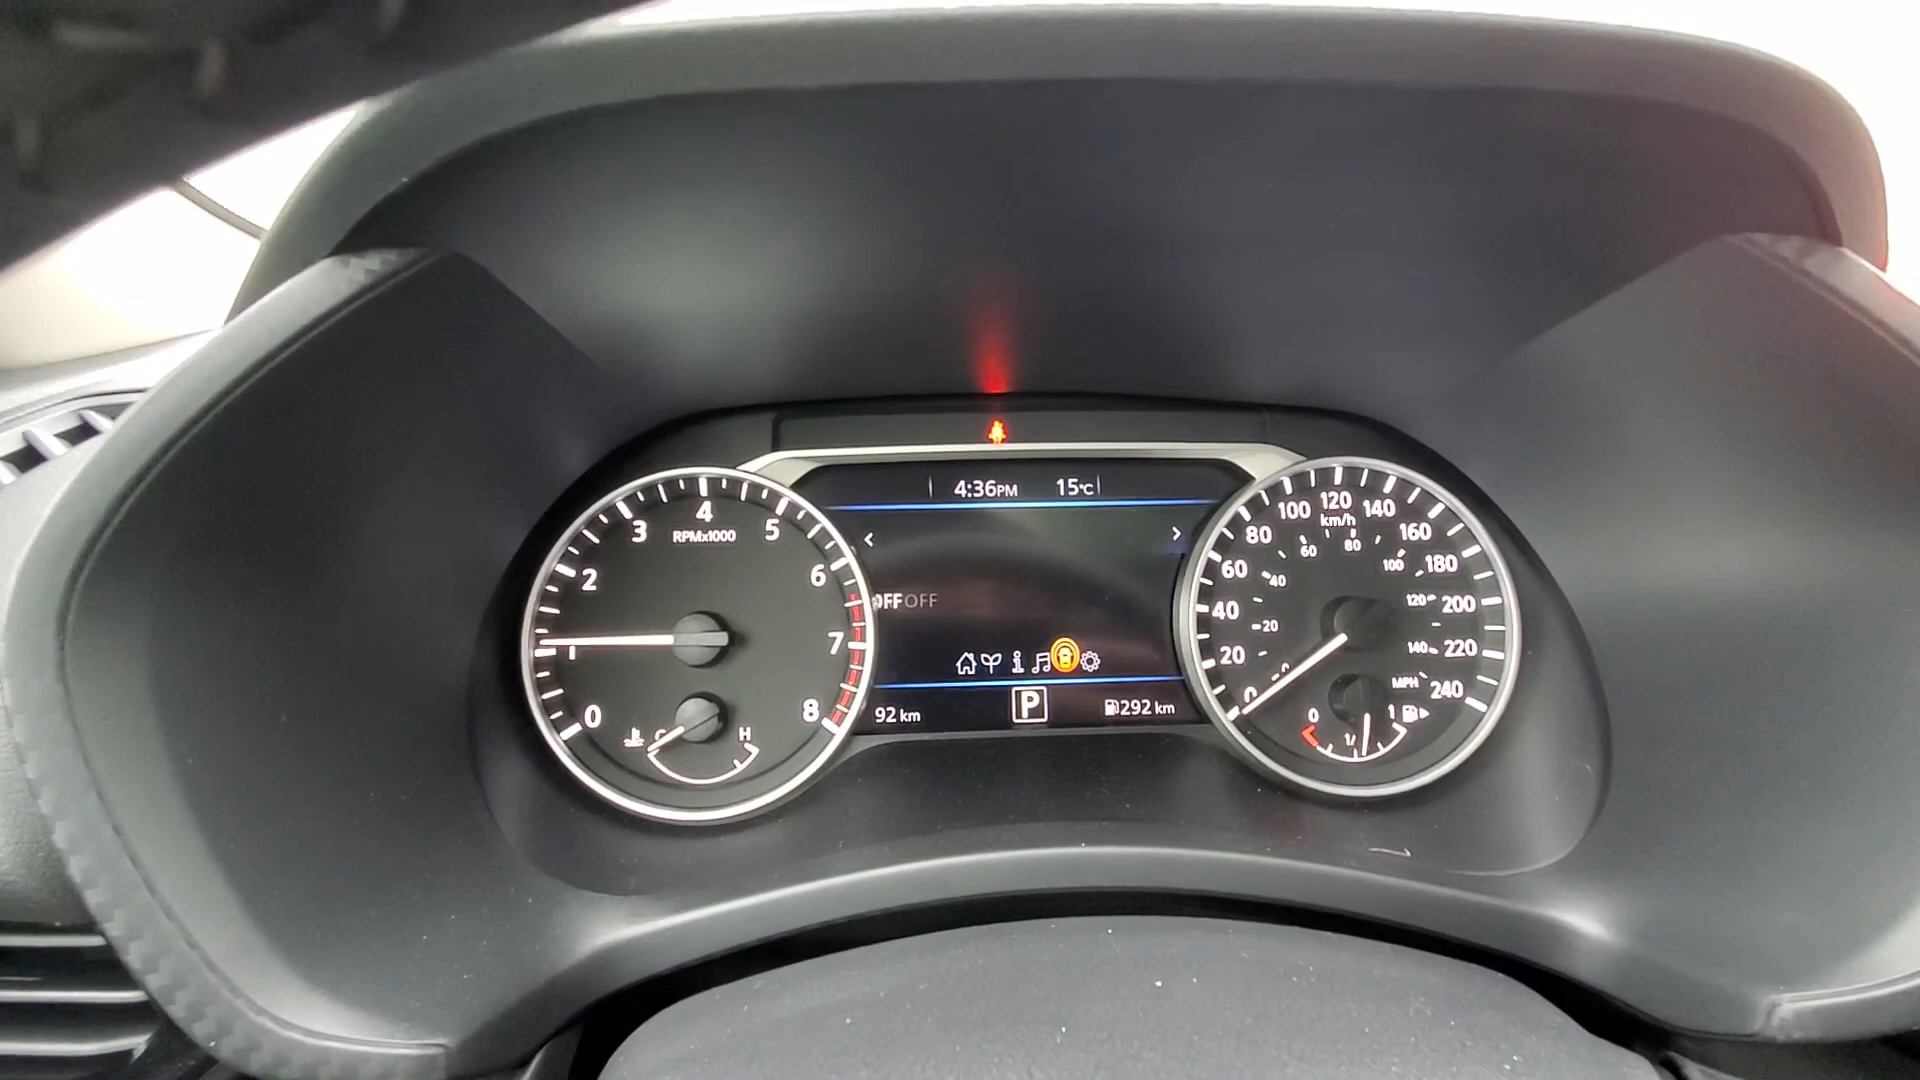 4:36PM 15°C
< >
OFF OFF
92 km P 292 km
0 1 2 3 4 5 6 7 8
RPMx1000
C H
0 20 40 60 80 100 120 140 160 180 200 220 240
km/h
0 20 40 60 80 100 120 140
MPH
0 1